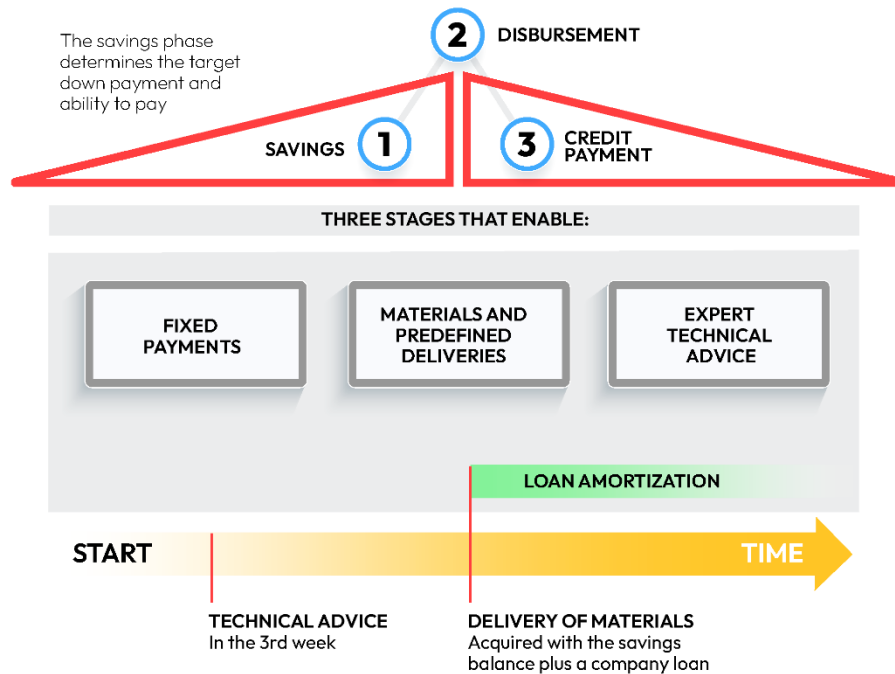 The savings phase
determines the target
down payment and
ability to pay
2 DISBURSEMENT
SAVINGS 1
3 CREDIT
PAYMENT
THREE STAGES THAT ENABLE:
FIXED
PAYMENTS
MATERIALS AND
PREDEFINED
DELIVERIES
EXPERT
TECHNICAL
ADVICE
LOAN AMORTIZATION
START
TIME
TECHNICAL ADVICE
In the 3rd week
DELIVERY OF MATERIALS
Acquired with the savings
balance plus a company loan